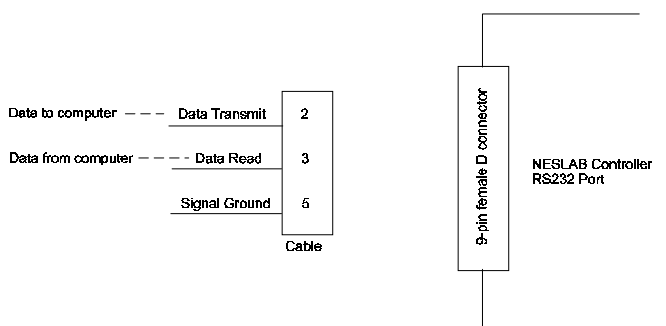 Data to computer
Data Transmit
2
Data from computer
Data Read
3
Signal Ground
5
Cable
9-pin female D connector
NESLAB Controller
RS232 Port